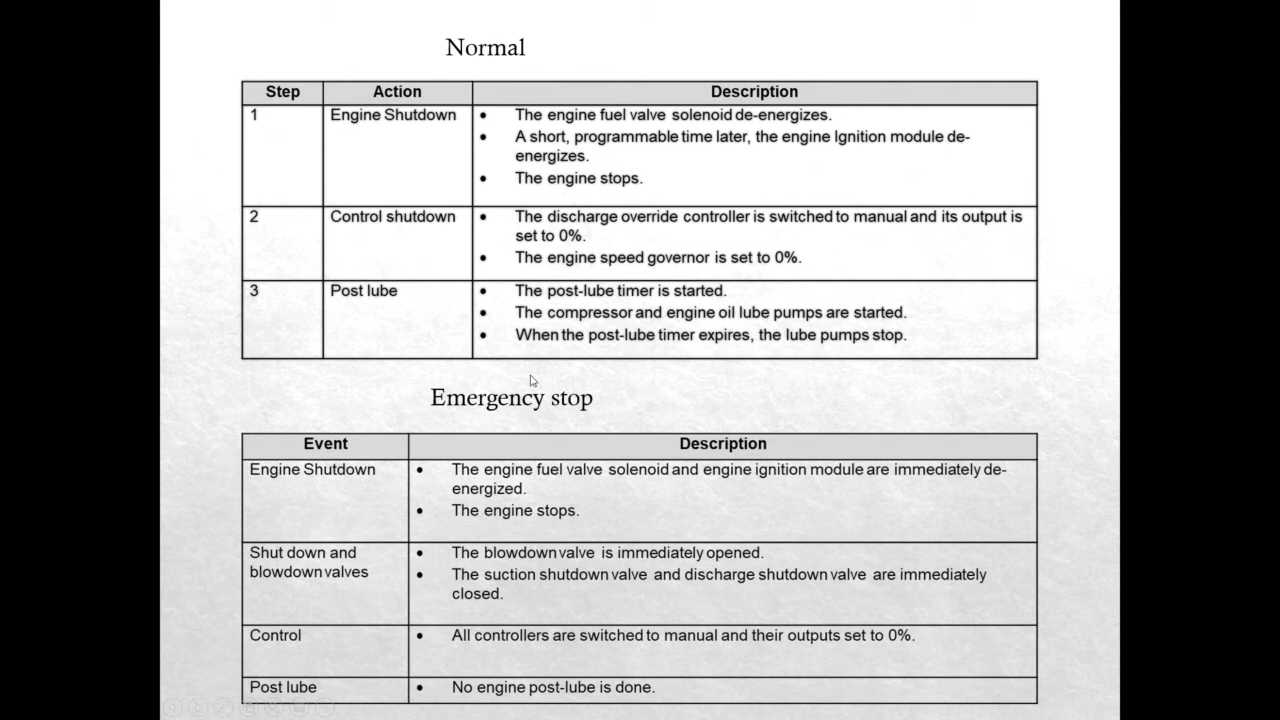 Normal
Step Action Description
1 Engine Shutdown • The engine fuel valve solenoid de-energizes.
• A short, programmable time later, the engine Ignition module de-
energizes.
• The engine stops.
2 Control shutdown • The discharge override controller is switched to manual and its output is
set to 0%.
• The engine speed governor is set to 0%.
3 Post lube • The post-lube timer is started.
• The compressor and engine oil lube pumps are started.
• When the post-lube timer expires, the lube pumps stop.
Emergency stop
Event Description
Engine Shutdown • The engine fuel valve solenoid and engine ignition module are immediately de-
energized.
• The engine stops.
Shut down and • The blowdown valve is immediately opened.
blowdown valves • The suction shutdown valve and discharge shutdown valve are immediately
closed.
Control • All controllers are switched to manual and their outputs set to 0%.
Post lube • No engine post-lube is done.